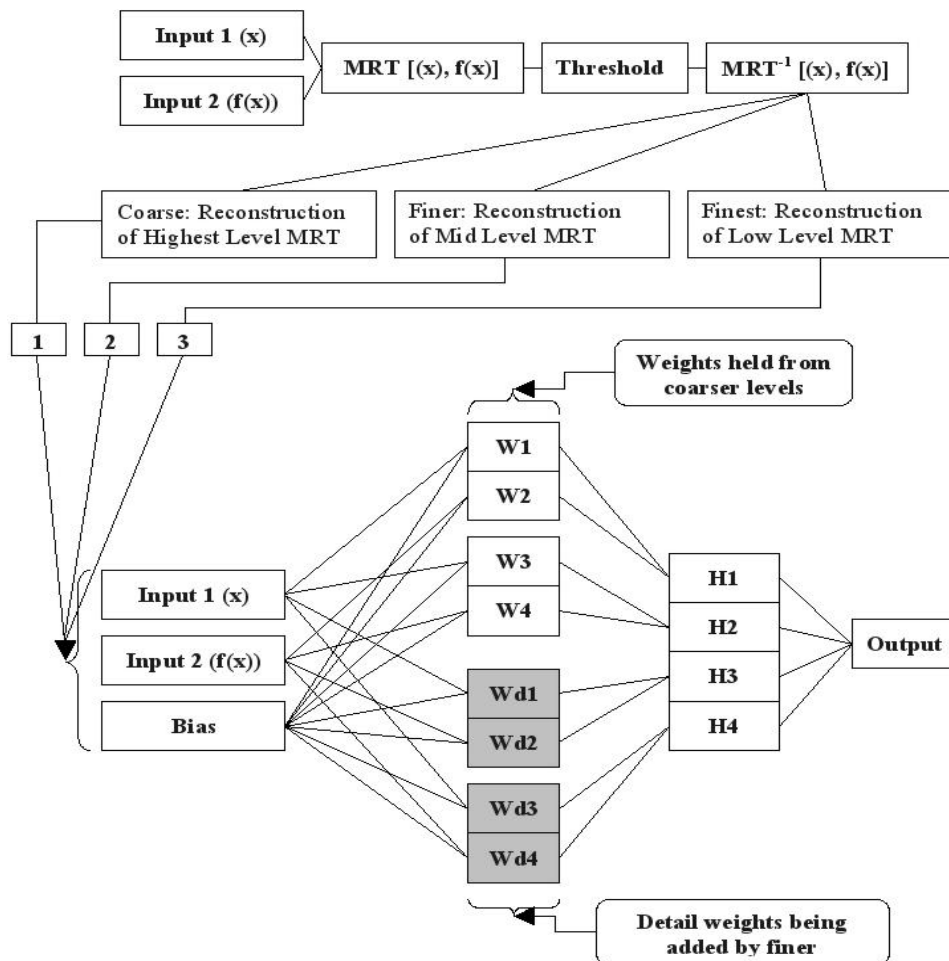 Input 1 (x)
Input 2 (f(x))
MRT [(x), f(x)]
Threshold
MRT⁻¹ [(x), f(x)]
Coarse: Reconstruction
of Highest Level MRT
Finer: Reconstruction
of Mid Level MRT
Finest: Reconstruction
of Low Level MRT
1
2
3
Weights held from
coarser levels
W1
W2
W3
W4
Input 1 (x)
Input 2 (f(x))
Bias
Wd1
Wd2
Wd3
Wd4
H1
H2
H3
H4
Output
Detail weights being
added by finer